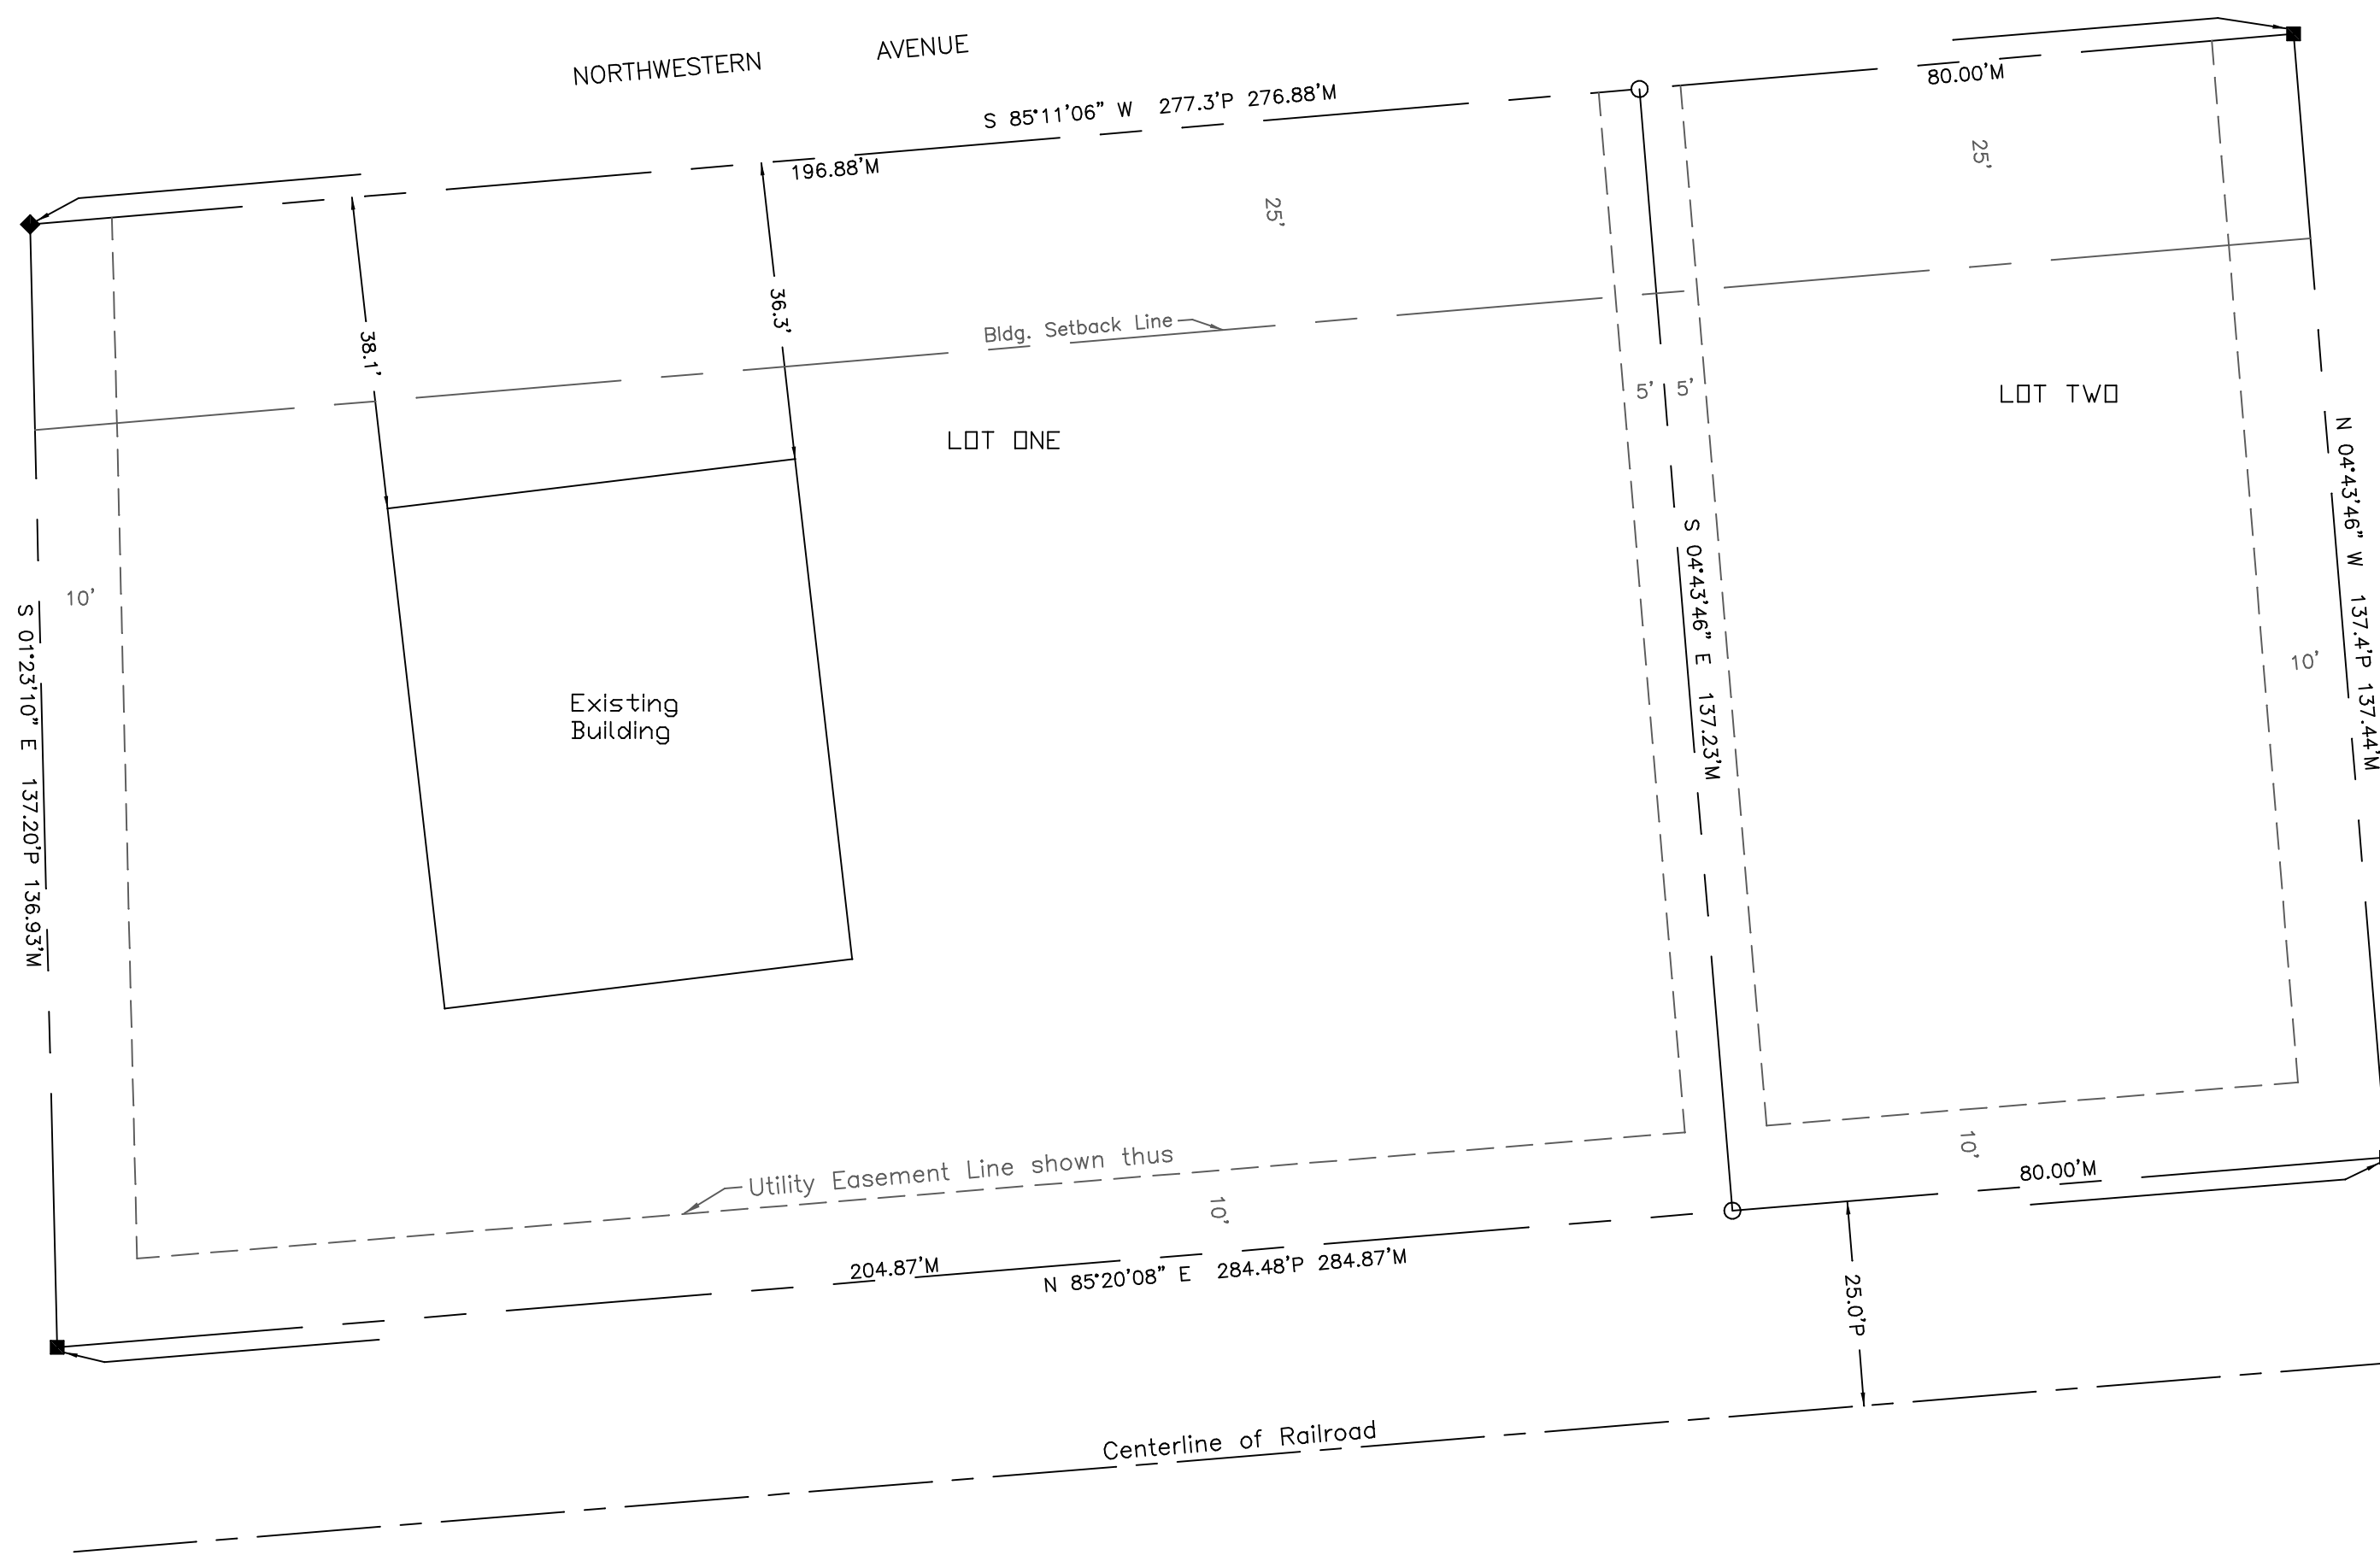 NORTHWESTERN AVENUE
S 85°11'06" W 277.3'P 276.88'M
80.00'M
196.88'M
25'
25'
38.1'
36.3'
Bldg. Setback Line
5' 5'
LOT ONE
LOT TWO
N 04°43'46" W 137.4'P 137.44'M
S 04°43'46" E 137.23'M
10'
S 01°23'10" E 137.20'P 136.93'M
10'
Existing
Building
Utility Easement Line shown thus
10'
10'
80.00'M
204.87'M
N 85°20'08" E 284.48'P 284.87'M
25.0'P
Centerline of Railroad